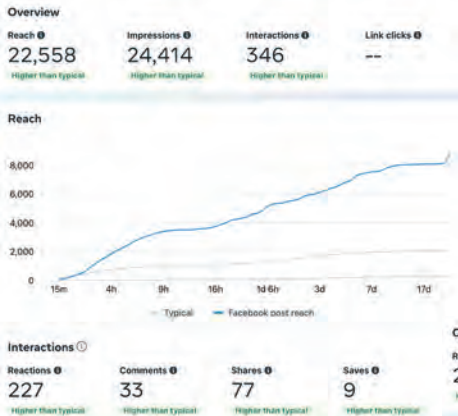 Overview
Reach Impressions Interactions Link clicks
22,558 24,414 346 --
Higher than typical Higher than typical Higher than typical
Reach
8,000
6,000
4,000
2,000
0
15m 4h 9h 16h 1d 6h 3d 7d 17d
Typical Facebook post reach
Interactions
Reactions Comments Shares Saves
227 33 77 9
Higher than typical Higher than typical Higher than typical Higher than typical